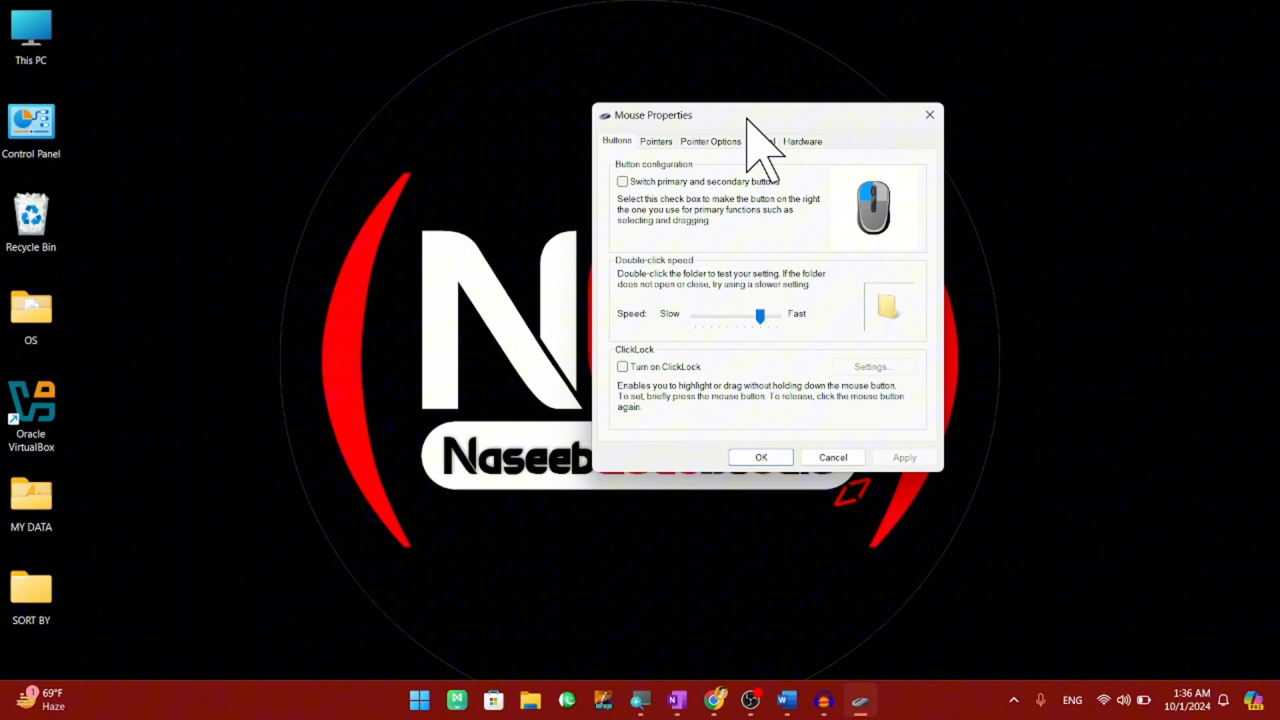 This PC
Control Panel
Recycle Bin
OS
Oracle
VirtualBox
MY DATA
SORT BY
Mouse Properties
Buttons Pointers Pointer Options Hardware
Button configuration
Switch primary and secondary buttons
Select this check box to make the button on the right
the one you use for primary functions such as
selecting and dragging.
Double-click speed
Double-click the folder to test your setting. If the folder
does not open or close, try using a slower setting.
Speed: Slow Fast
ClickLock
Turn on ClickLock Settings...
Enables you to highlight or drag without holding down the mouse button.
To set, briefly press the mouse button. To release, click the mouse button
again.
OK Cancel Apply
N
Naseeb
1
69°F
Haze
ENG
1:36 AM
10/1/2024